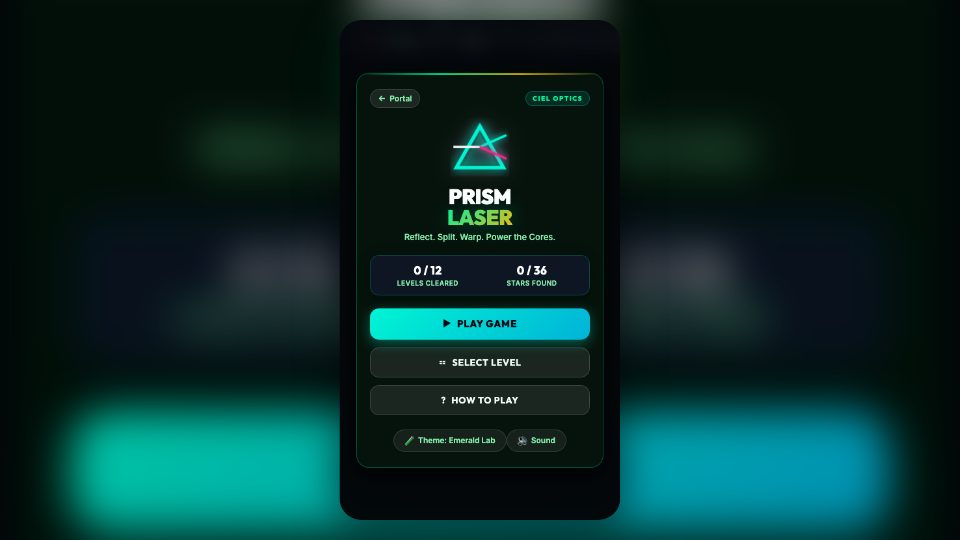 ← Portal
CIEL OPTICS
PRISM
LASER
Reflect. Split. Warp. Power the Cores.
0 / 12
LEVELS CLEARED
0 / 36
STARS FOUND
▶ PLAY GAME
SELECT LEVEL
? HOW TO PLAY
Theme: Emerald Lab
Sound